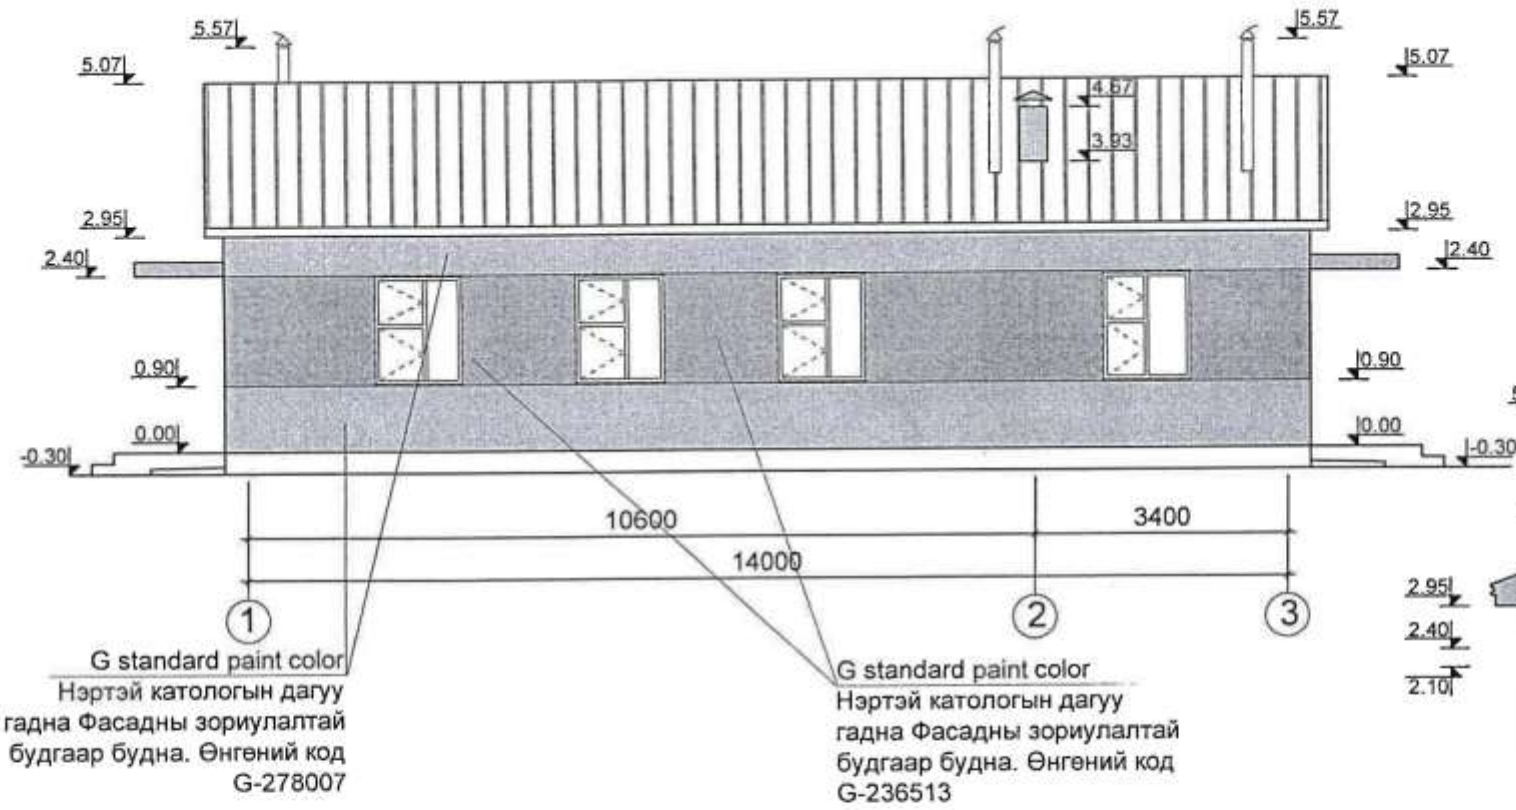 5.57
5.57
5.07
5.07
4.67
3.93
2.95
2.95
2.40
2.40
0.90
0.90
0.00
0.00
-0.30
-0.30
10600
3400
14000
1
2
3
2.95
2.40
2.10
G standard paint color
Нэртэй катологын дагуу
гадна Фасадны зориулалтай
будгаар будна. Өнгөний код
G-278007
G standard paint color
Нэртэй катологын дагуу
гадна Фасадны зориулалтай
будгаар будна. Өнгөний код
G-236513